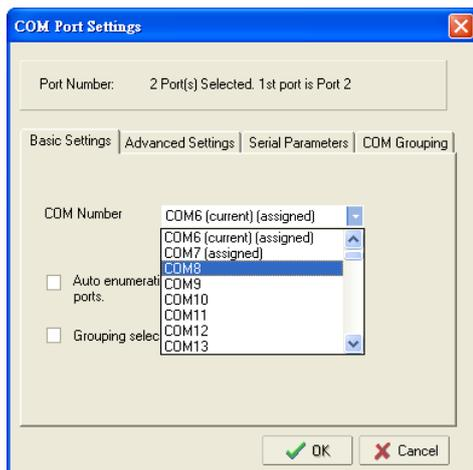 COM Port Settings
Port Number: 2 Port(s) Selected. 1st port is Port 2
Basic Settings Advanced Settings Serial Parameters COM Grouping
COM Number COM6 (current) (assigned)
COM6 (current) (assigned)
COM7 (assigned)
COM8
COM9
COM10
COM11
COM12
COM13
Auto
ports.
Grouping
OK Cancel